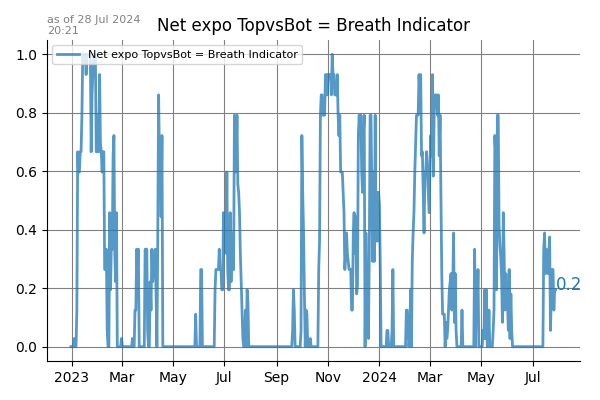 as of 28 Jul 2024
20:21
Net expo TopvsBot = Breath Indicator
Net expo TopvsBot = Breath Indicator
1.0
0.8
0.6
0.4
0.2
0.0
0.2
2023 Mar May Jul Sep Nov 2024 Mar May Jul